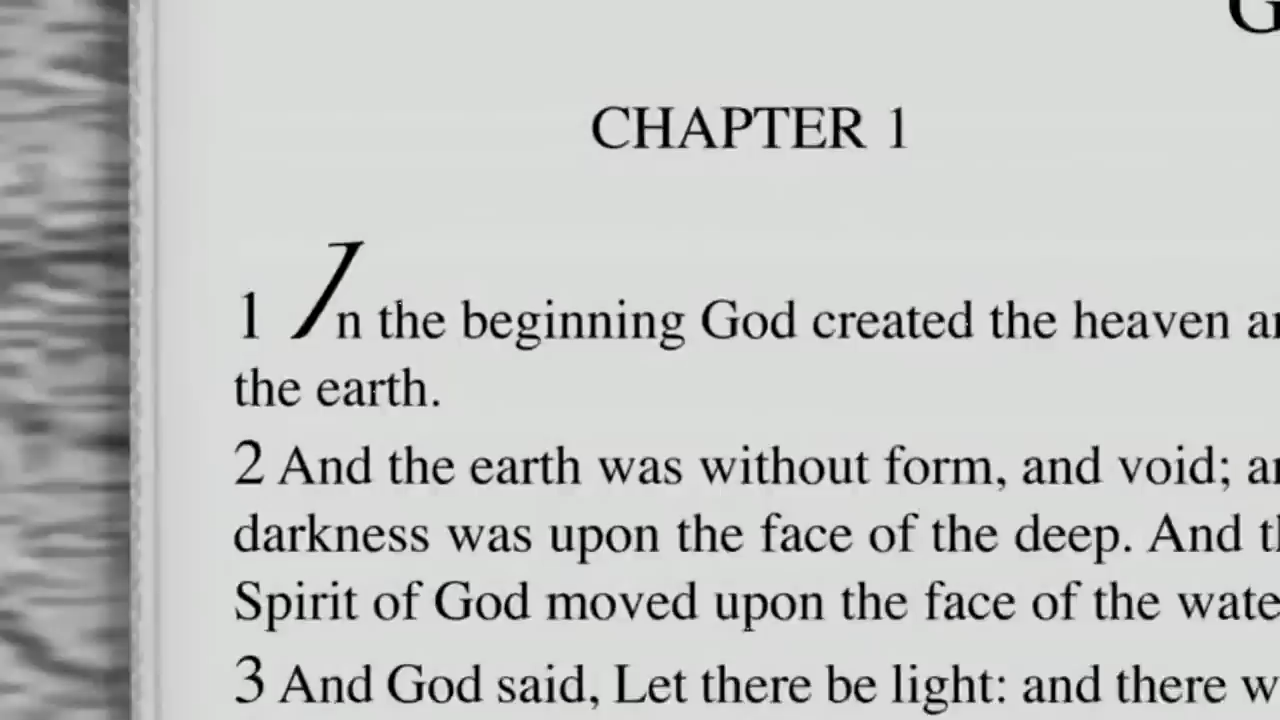 G
CHAPTER 1
1 In the beginning God created the heaven
the earth.
2 And the earth was without form, and void;
darkness was upon the face of the deep. And
Spirit of God moved upon the face of the
3 And God said, Let there be light: and there